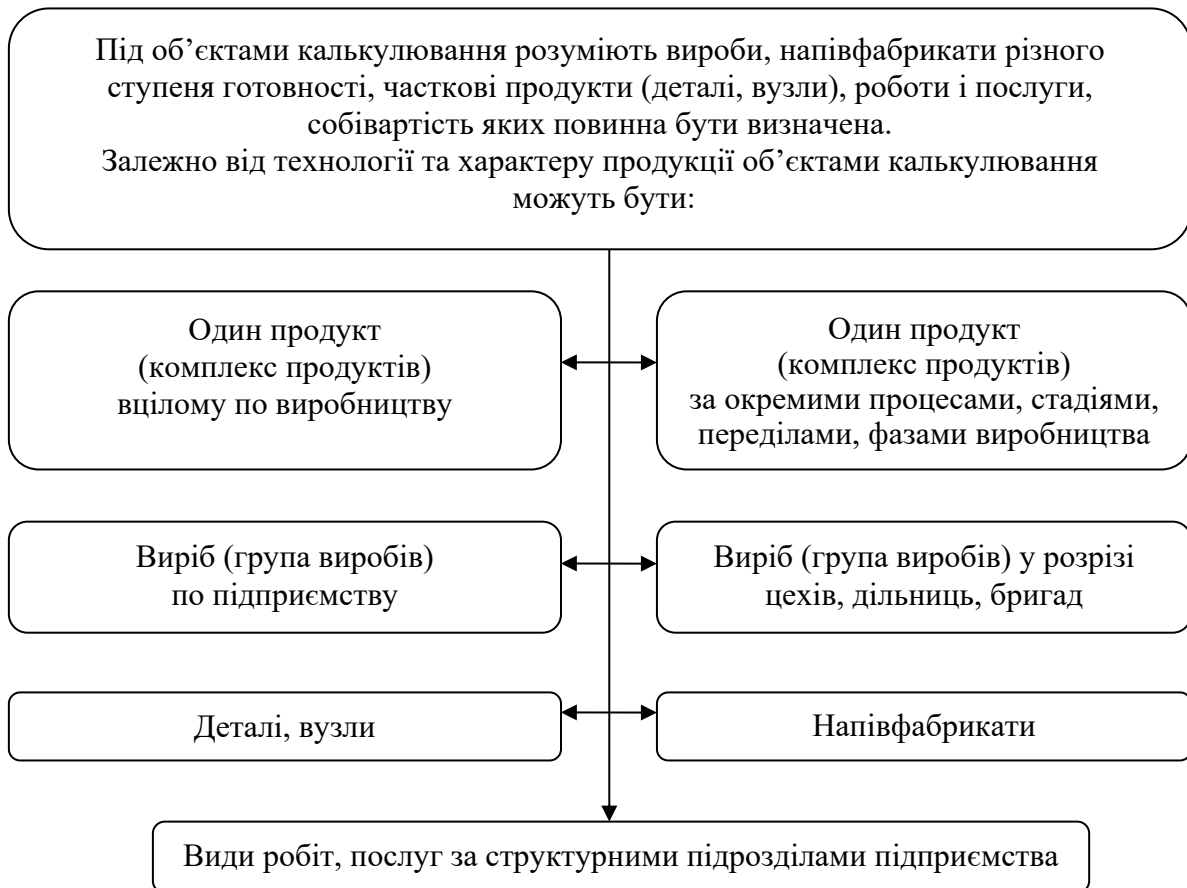 Під об’єктами калькулювання розуміють вироби, напівфабрикати різного
ступеня готовності, часткові продукти (деталі, вузли), роботи і послуги,
собівартість яких повинна бути визначена.
Залежно від технології та характеру продукції об’єктами калькулювання
можуть бути:
Один продукт
(комплекс продуктів)
вцілому по виробництву
Один продукт
(комплекс продуктів)
за окремими процесами, стадіями,
переділами, фазами виробництва
Виріб (група виробів)
по підприємству
Виріб (група виробів) у розрізі
цехів, дільниць, бригад
Деталі, вузли
Напівфабрикати
Види робіт, послуг за структурними підрозділами підприємства